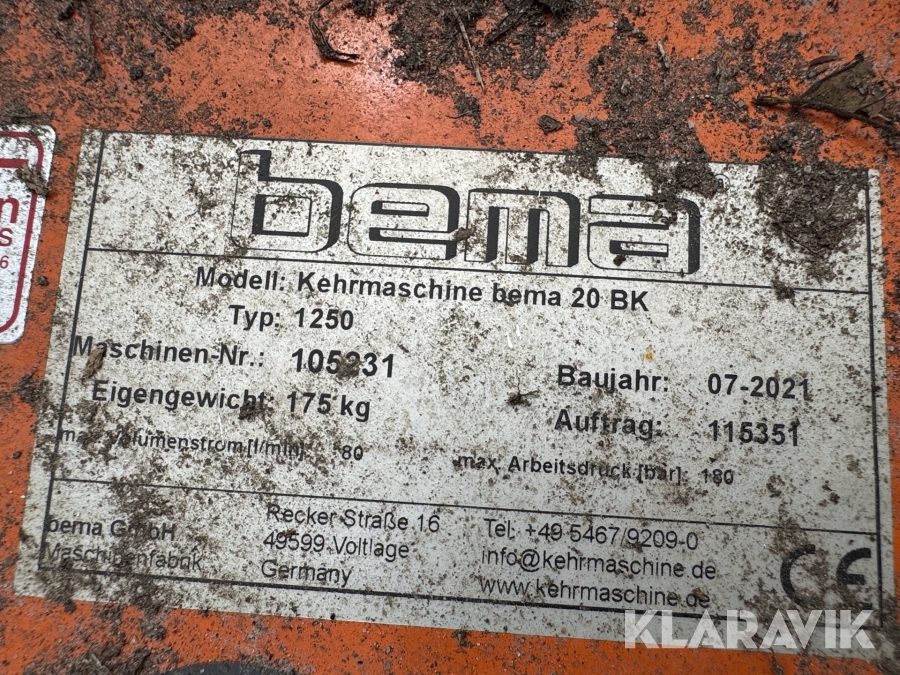 bema
Modell: Kehrmaschine bema 20 BK
Typ: 1250
Maschinen-Nr.: 105231
Baujahr: 07-2021
Eigengewicht: 175 kg
Auftrag: 115351
max. Volumenstrom [l/min]: 80
max. Arbeitsdruck [bar]: 180
bema GmbH
Maschinenfabrik
Recker Straße 16
49599 Voltlage
Germany
Tel: +49 5467/9209-0
info@kehrmaschine.de
www.kehrmaschine.de
CE
KLARAVIK